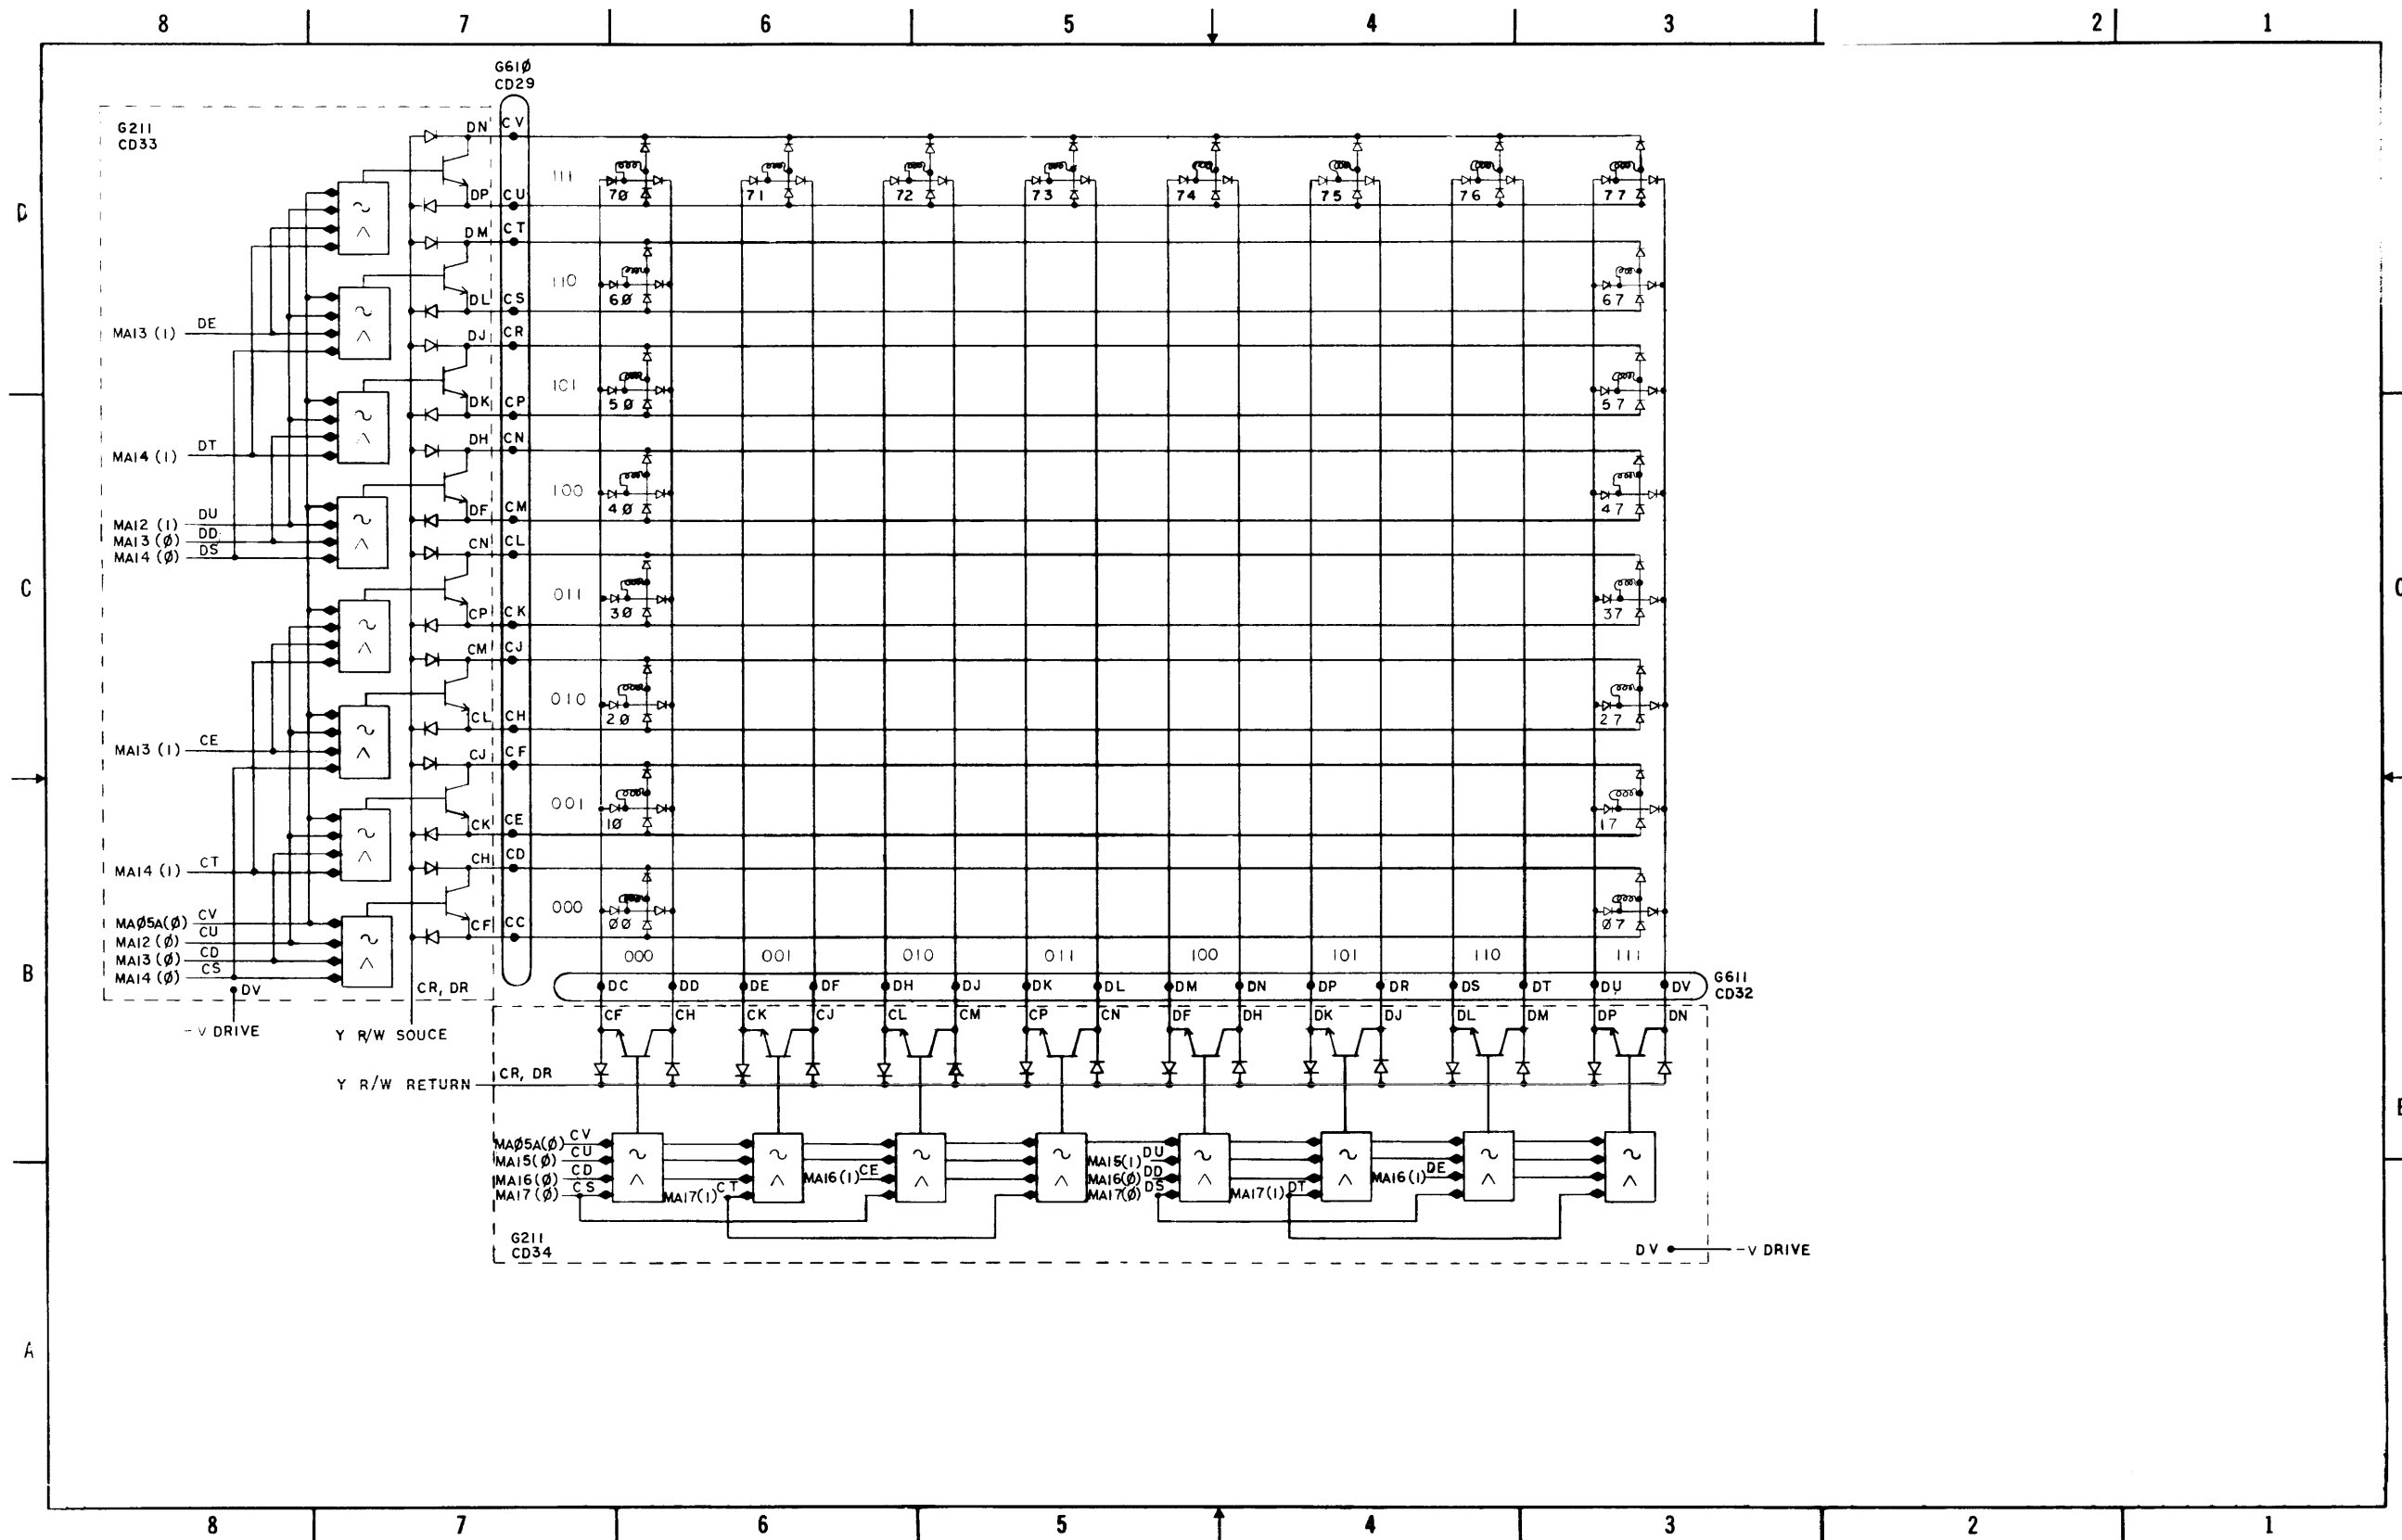 8 7 6 5 4 3 2 1
G61Ø
CD29
G211
CD33
DN CV
111
70 71 72 73 74 75 76 77
DP CU
D
DM CT
110
6Ø 67
DL CS
MA13 (1) DE
DJ CR
101
5Ø 57
DK CP
DH CN
MA14 (1) DT
100
4Ø 47
DF CM
MA12 (1) DU
MA13 (Ø) DD
MA14 (Ø) DS
CN CL
C
011
3Ø 37
CP CK
CM CJ
010
2Ø 27
CL CH
MA13 (1) CE
CJ CF
001
1Ø 17
CK CE
CH CD
MA14 (1) CT
000
ØØ Ø7
CF CC
MAØ5A(Ø) CV
MA12 (Ø) CU
MA13 (Ø) CD
MA14 (Ø) CS
000 001 010 011 100 101 110 111
B
DV
CR, DR
DC DD DE DF DH DJ DK DL DM DN DP DR DS DT DU DV
G611
CD32
-V DRIVE
Y R/W SOUCE
CF CH CK CJ CL CM CP CN DF DH DK DJ DL DM DP DN
Y R/W RETURN
CR, DR
MAØ5A(Ø) CV
MA15(Ø) CU
MA16(Ø) CD
MA17(Ø) CS
MA17(1) CT
MA16(1) CE
MA15(1) DU
MA16(Ø) DD
MA17(Ø) DS
MA17(1) DT
MA16(1) DE
G211
CD34
DV -V DRIVE
A
8 7 6 5 4 3 2 1